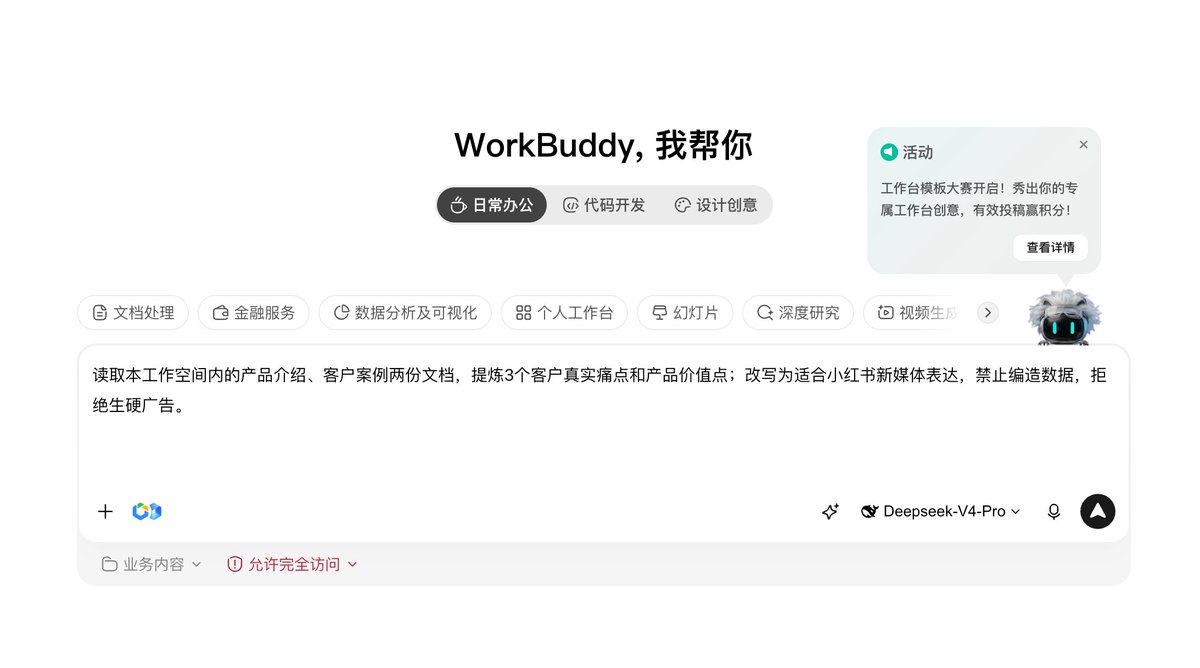 WorkBuddy, 我帮你
日常办公
代码开发
设计创意
活动
工作台模板大赛开启！秀出你的专
属工作台创意，有效投稿赢积分！
查看详情
文档处理
金融服务
数据分析及可视化
个人工作台
幻灯片
深度研究
视频生成
读取本工作空间内的产品介绍、客户案例两份文档，提炼3个客户真实痛点和产品价值点；改写为适合小红书新媒体表达，禁止编造数据，拒
绝生硬广告。
Deepseek-V4-Pro
业务内容
允许完全访问